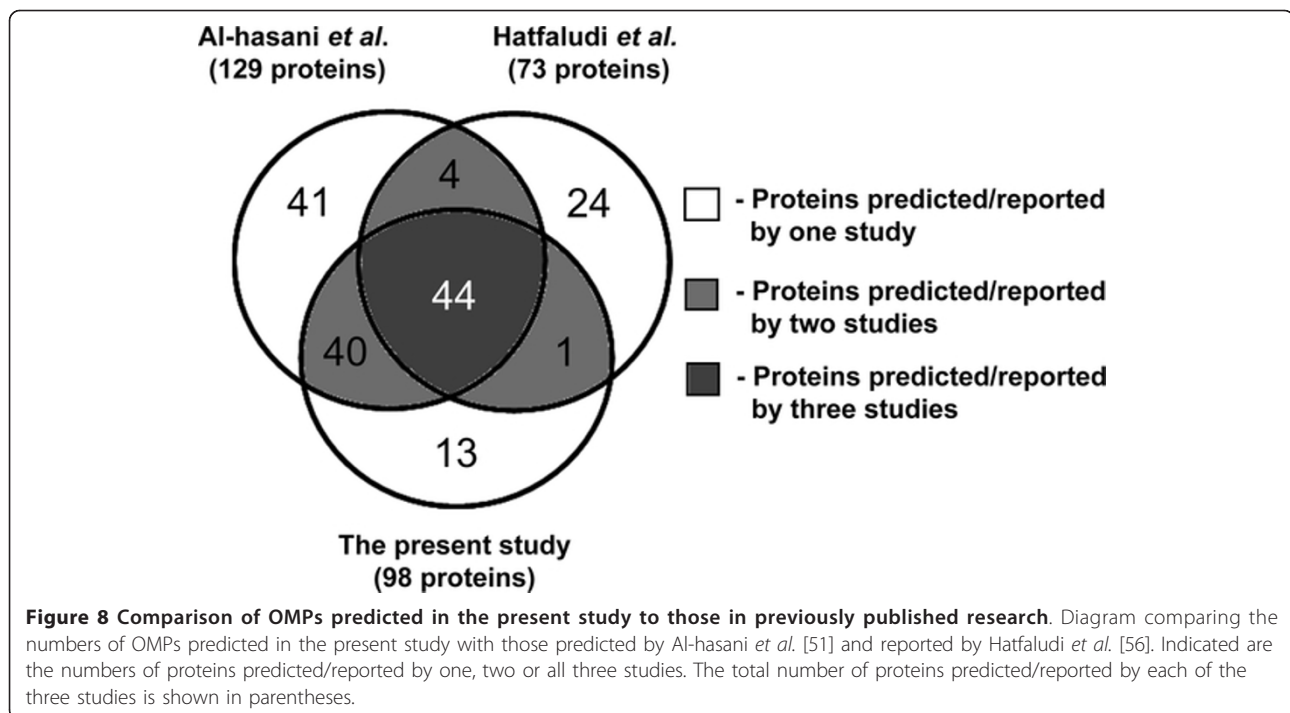 Al-hasani et al.
(129 proteins)
Hatfaludi et al.
(73 proteins)
41
4
24
44
40
1
13
- Proteins predicted/reported
by one study
- Proteins predicted/reported
by two studies
- Proteins predicted/reported
by three studies
The present study
(98 proteins)
Figure 8 Comparison of OMPs predicted in the present study to those in previously published research. Diagram comparing the
numbers of OMPs predicted in the present study with those predicted by Al-hasani et al. [51] and reported by Hatfaludi et al. [56]. Indicated are
the numbers of proteins predicted/reported by one, two or all three studies. The total number of proteins predicted/reported by each of the
three studies is shown in parentheses.